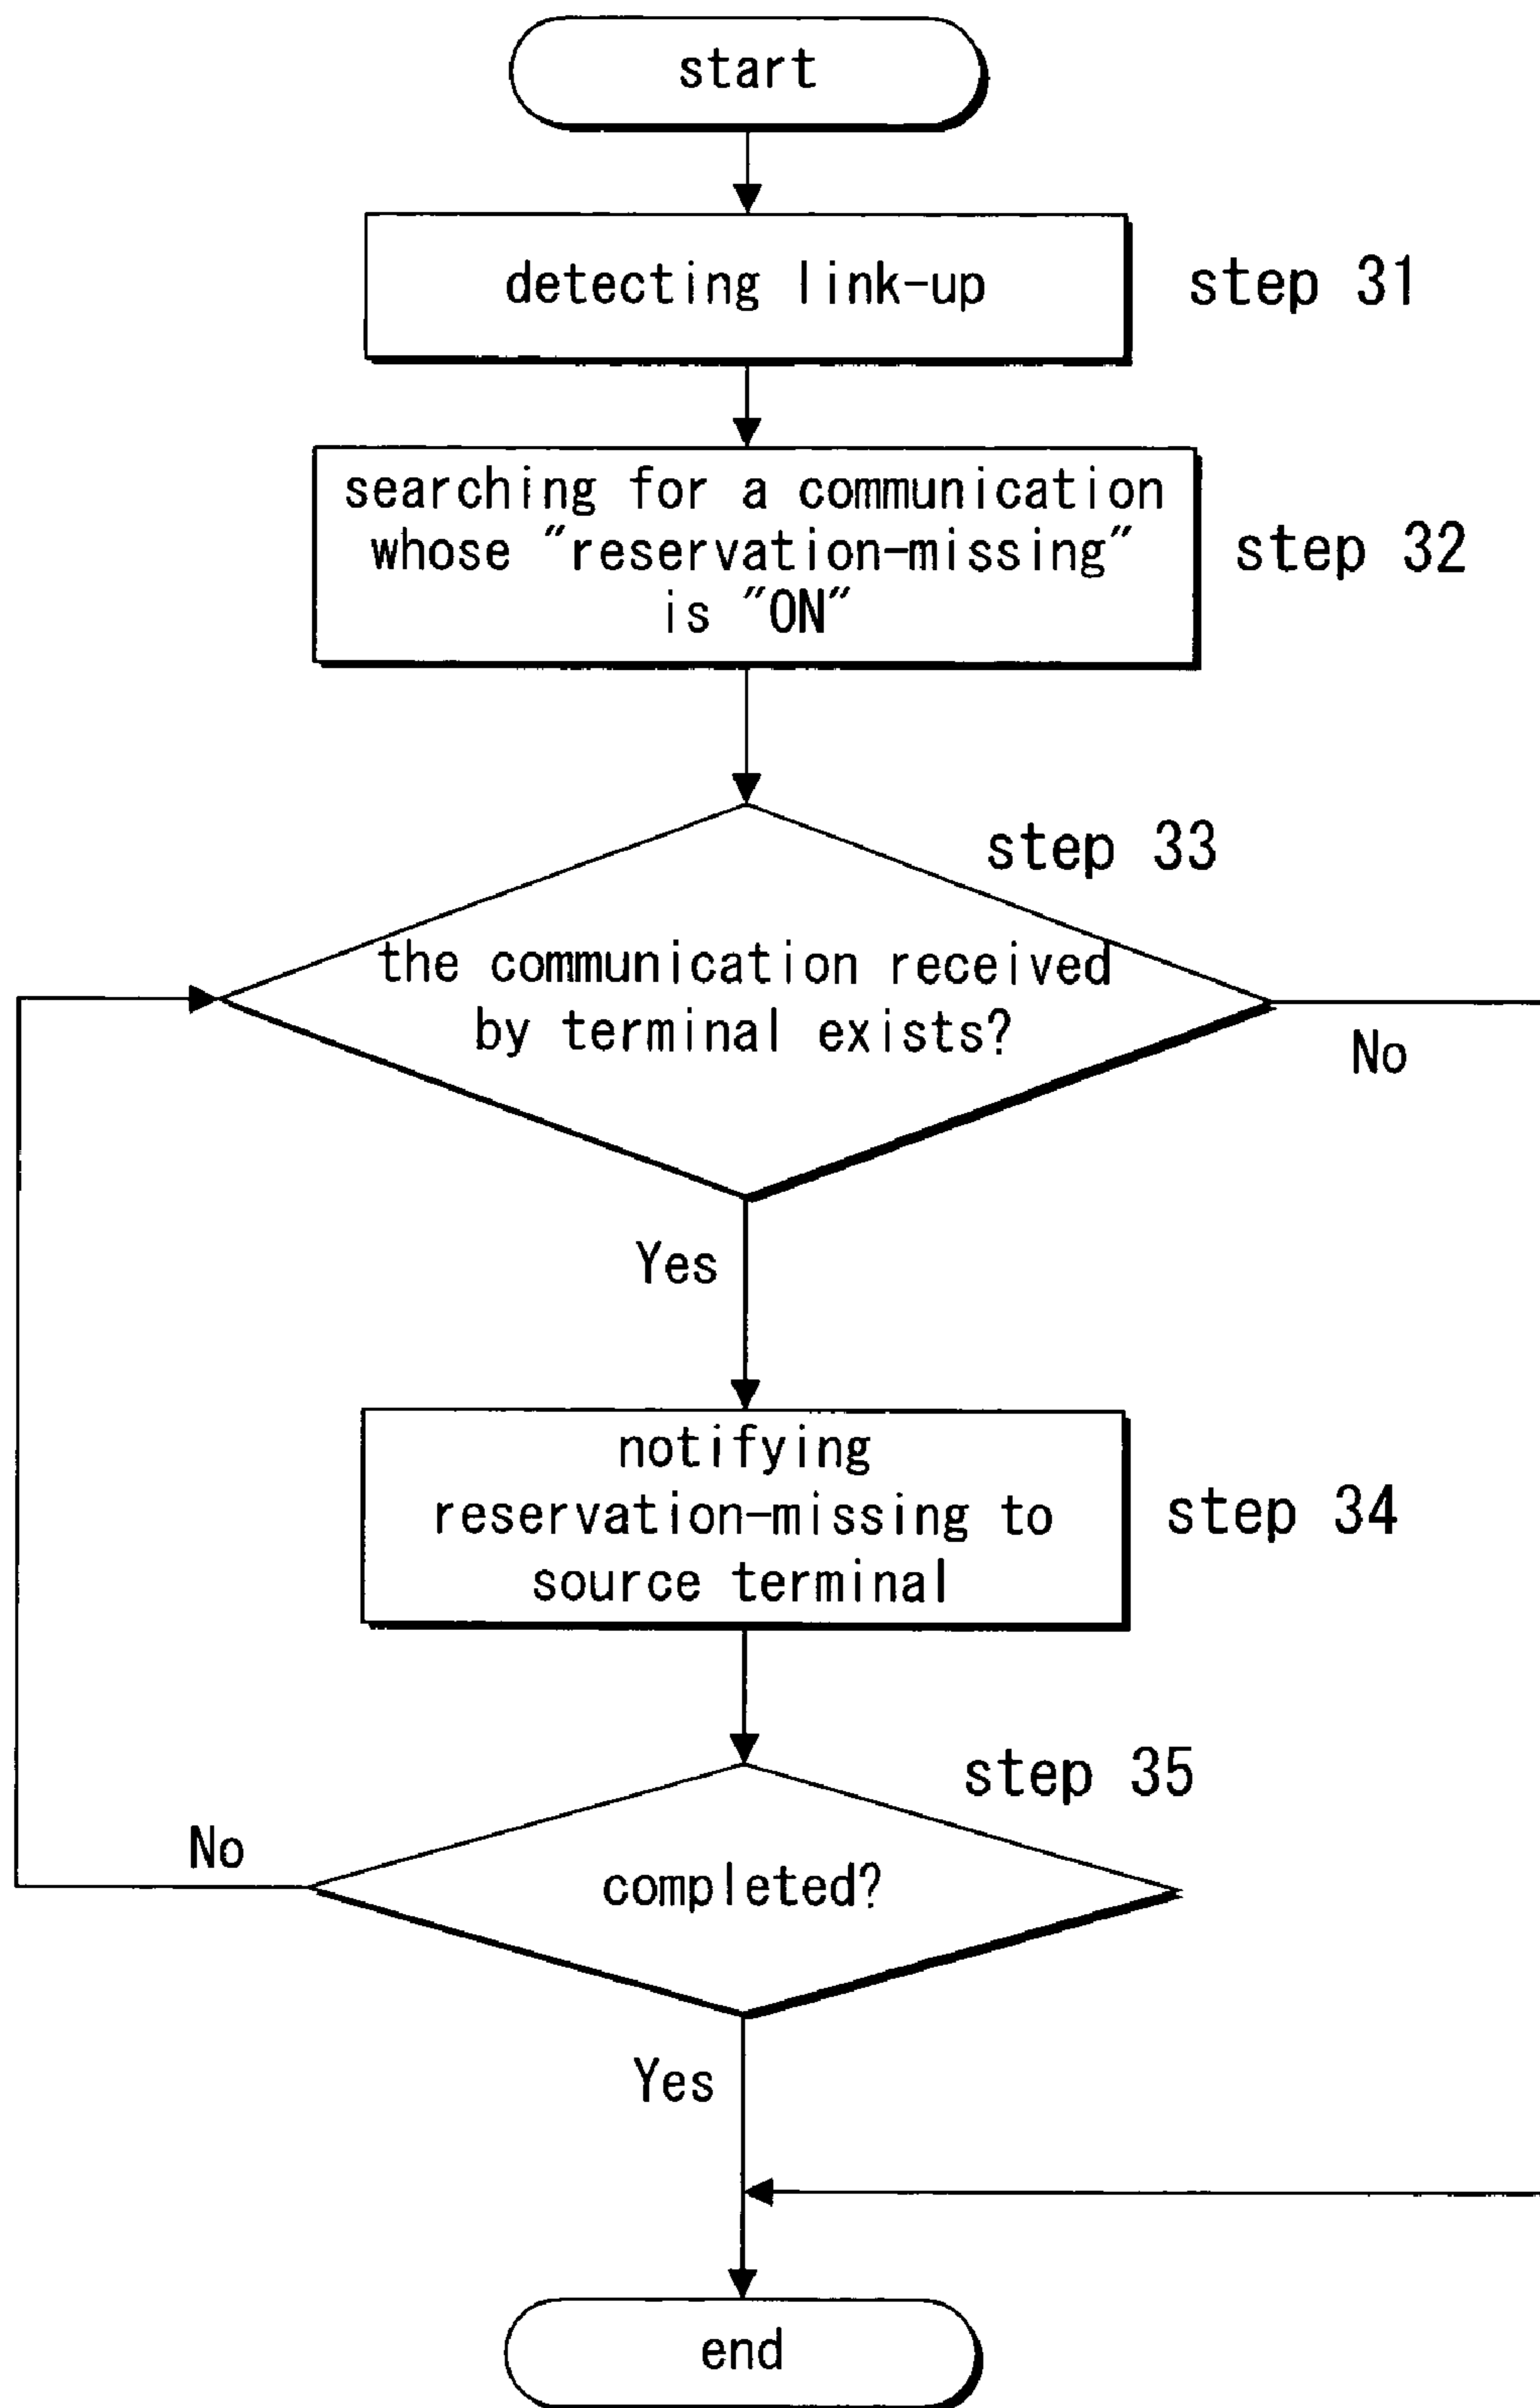 start
detecting link-up
step 31
searching for a communication
whose "reservation-missing"
is "ON"
step 32
step 33
the communication received
by terminal exists?
No
Yes
notifying
reservation-missing to
source terminal
step 34
step 35
No
completed?
Yes
end